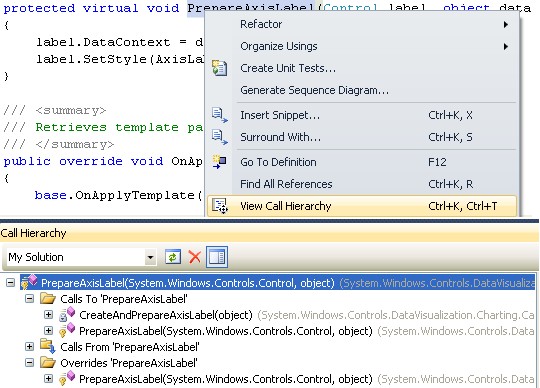 protected virtual void PrepareAxisLabel(Control label, object data
{
label.DataContext = d
label.SetStyle(AxisLa
}
/// <summary>
/// Retrieves template pa
/// </summary>
public override void OnAp
{
base.OnApplyTemplate(
Refactor
Organize Usings
Create Unit Tests...
Generate Sequence Diagram...
Insert Snippet... Ctrl+K, X
Surround With... Ctrl+K, S
Go To Definition F12
Find All References Ctrl+K, R
View Call Hierarchy Ctrl+K, Ctrl+T
Call Hierarchy
My Solution
PrepareAxisLabel(System.Windows.Controls.Control, object) (System.Windows.Controls.DataVisualiza
Calls To 'PrepareAxisLabel'
CreateAndPrepareAxisLabel(object) (System.Windows.Controls.DataVisualization.Charting.Ca
PrepareAxisLabel(System.Windows.Controls.Control, object) (System.Windows.Controls.Data
Calls From 'PrepareAxisLabel'
Overrides 'PrepareAxisLabel'
PrepareAxisLabel(System.Windows.Controls.Control, object) (System.Windows.Controls.Data